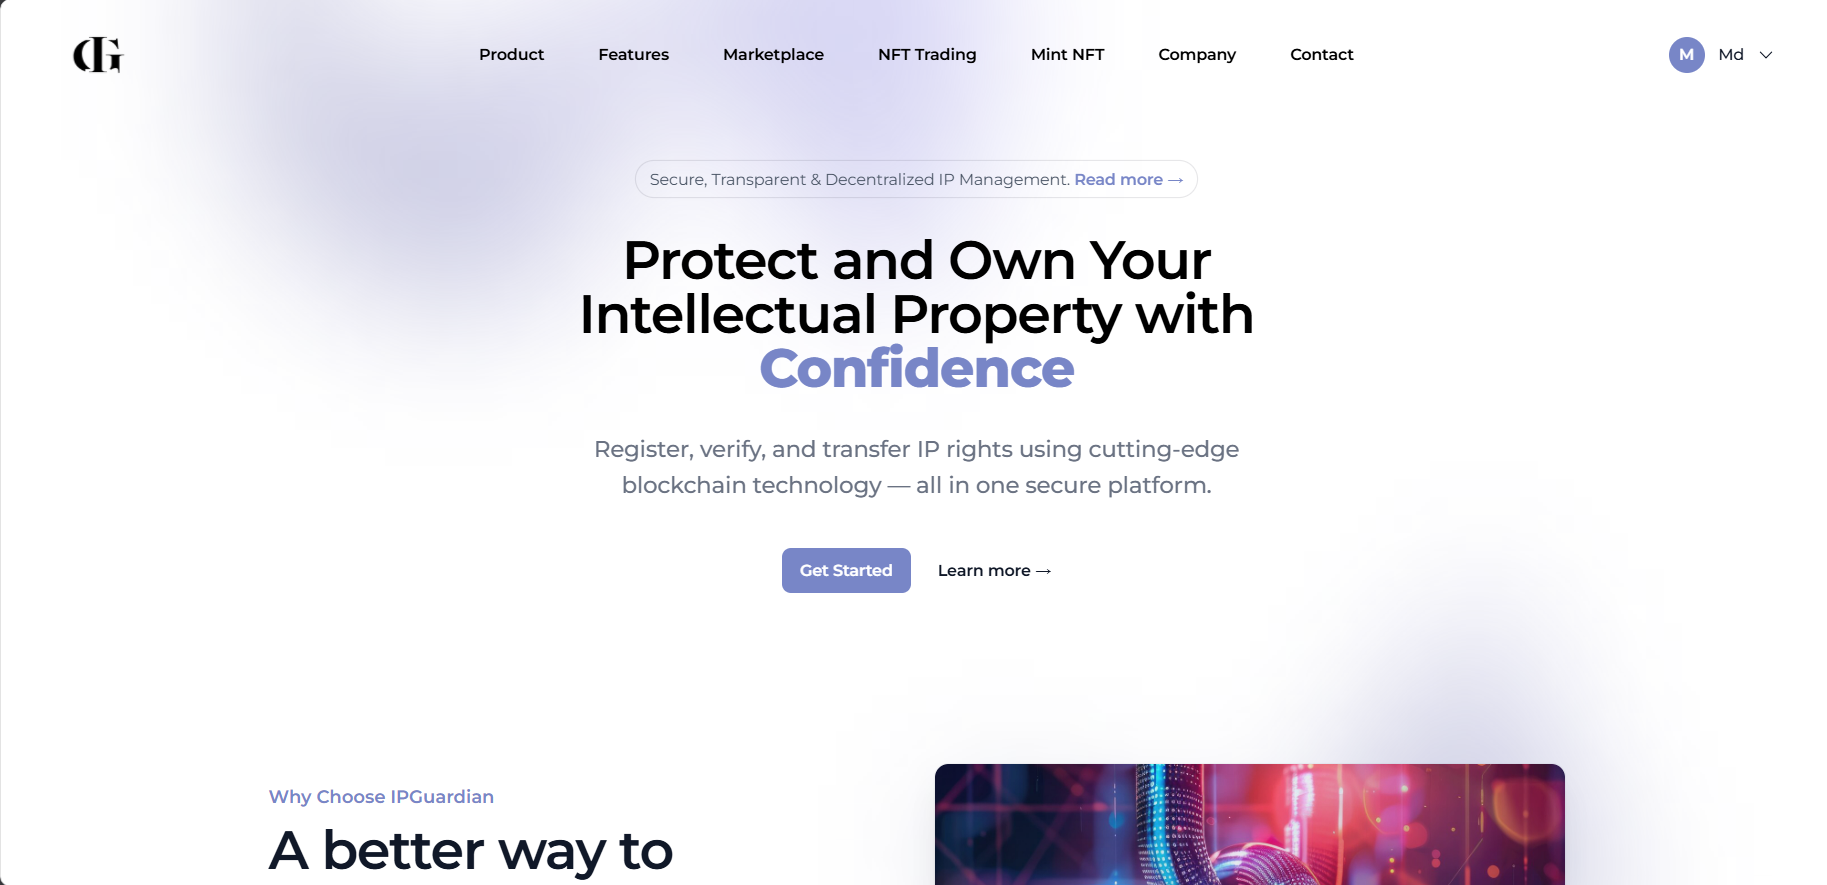 IG
Product
Features
Marketplace
NFT Trading
Mint NFT
Company
Contact
M
Md
Secure, Transparent & Decentralized IP Management. Read more →
Protect and Own Your
Intellectual Property with
Confidence
Register, verify, and transfer IP rights using cutting-edge
blockchain technology — all in one secure platform.
Get Started
Learn more →
Why Choose IPGuardian
A better way to